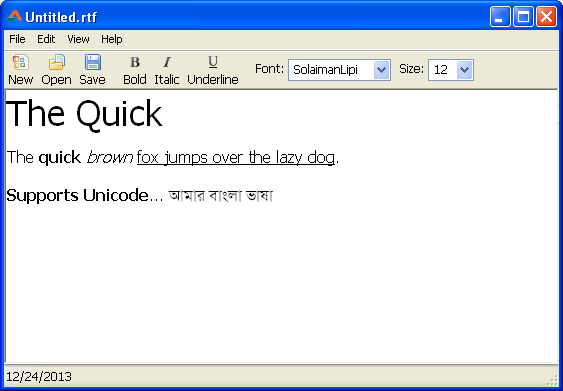 Untitled.rtf
File Edit View Help
New Open Save B Bold I Italic U Underline Font: SolaimanLipi Size: 12
The Quick
The quick brown fox jumps over the lazy dog.
Supports Unicode... আমার বাংলা ভাষা
12/24/2013